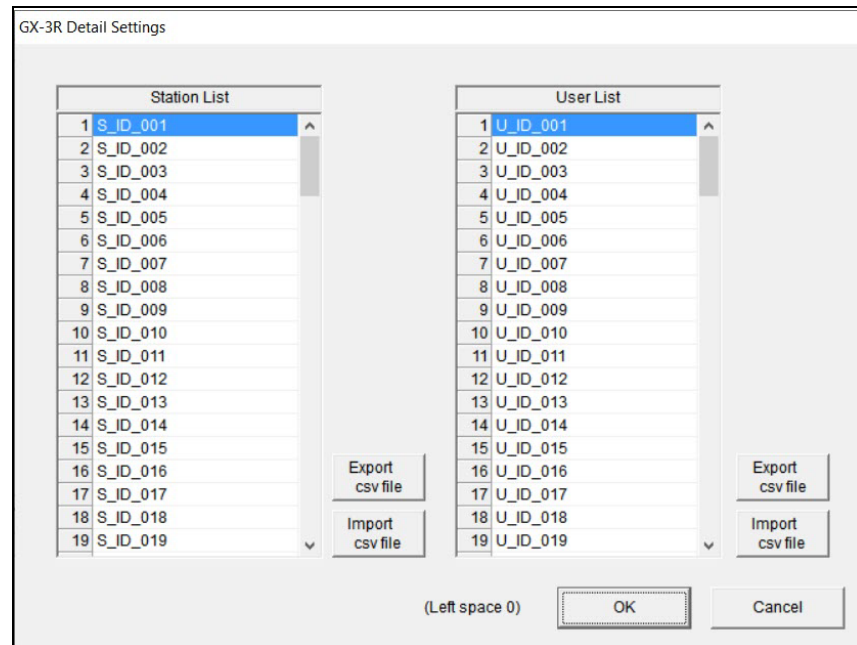 GX-3R Detail Settings
Station List
1 S_ID_001
2 S_ID_002
3 S_ID_003
4 S_ID_004
5 S_ID_005
6 S_ID_006
7 S_ID_007
8 S_ID_008
9 S_ID_009
10 S_ID_010
11 S_ID_011
12 S_ID_012
13 S_ID_013
14 S_ID_014
15 S_ID_015
16 S_ID_016
17 S_ID_017
18 S_ID_018
19 S_ID_019
Export
csv file
Import
csv file
User List
1 U_ID_001
2 U_ID_002
3 U_ID_003
4 U_ID_004
5 U_ID_005
6 U_ID_006
7 U_ID_007
8 U_ID_008
9 U_ID_009
10 U_ID_010
11 U_ID_011
12 U_ID_012
13 U_ID_013
14 U_ID_014
15 U_ID_015
16 U_ID_016
17 U_ID_017
18 U_ID_018
19 U_ID_019
Export
csv file
Import
csv file
(Left space 0)
OK
Cancel